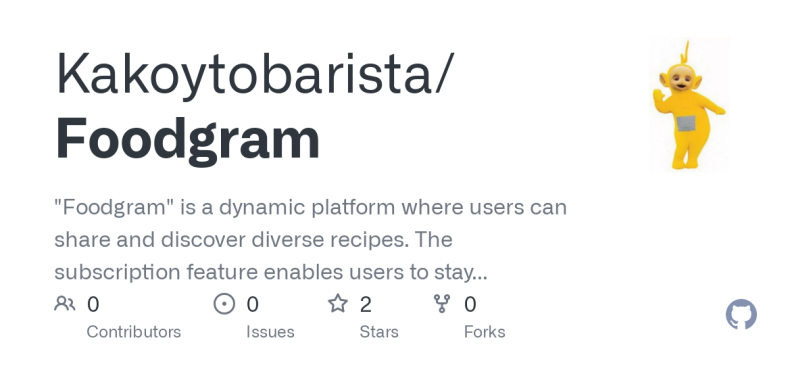 Kakoytobarista/
Foodgram
"Foodgram" is a dynamic platform where users can
share and discover diverse recipes. The
subscription feature enables users to stay...
0 0 2 0
Contributors Issues Stars Forks